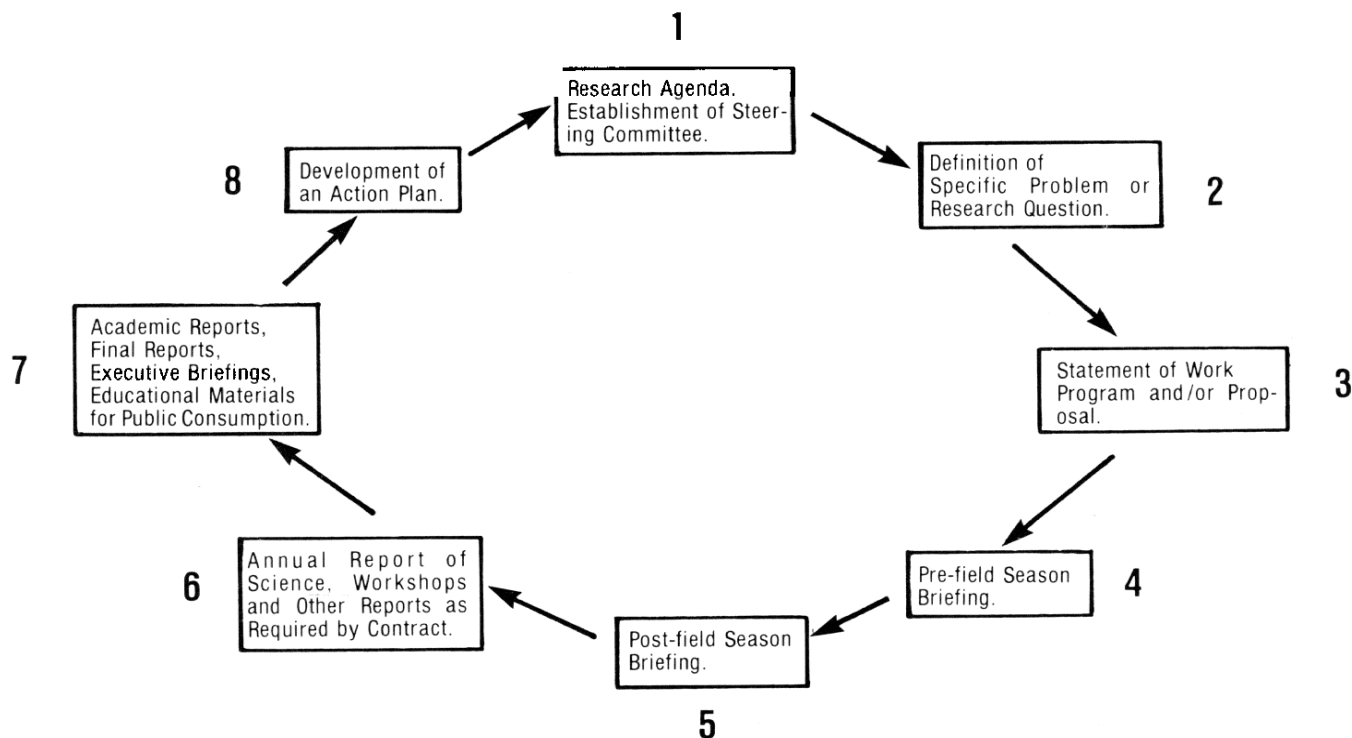 1
Research Agenda.
Establishment of Steer-
ing Committee.
2
Definition of
Specific Problem or
Research Question.
3
Statement of Work
Program and/or Prop-
osal.
4
Pre-field Season
Briefing.
5
Post-field Season
Briefing.
6
Annual Report of
Science, Workshops
and Other Reports as
Required by Contract.
7
Academic Reports,
Final Reports,
Executive Briefings,
Educational Materials
for Public Consumption.
8
Development of
an Action Plan.